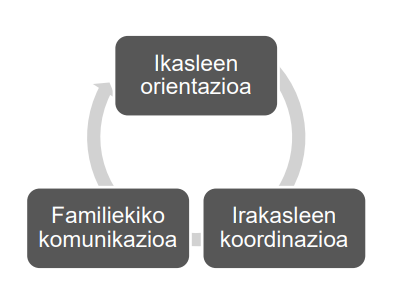 Ikasleen
orientazioa
Familiekiko
komunikazioa
Irakasleen
koordinazioa